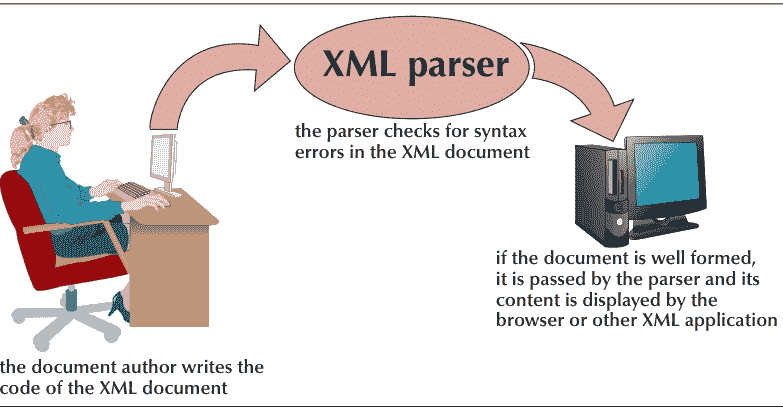 XML parser
the parser checks for syntax
errors in the XML document
if the document is well formed,
it is passed by the parser and its
content is displayed by the
browser or other XML application
the document author writes the
code of the XML document